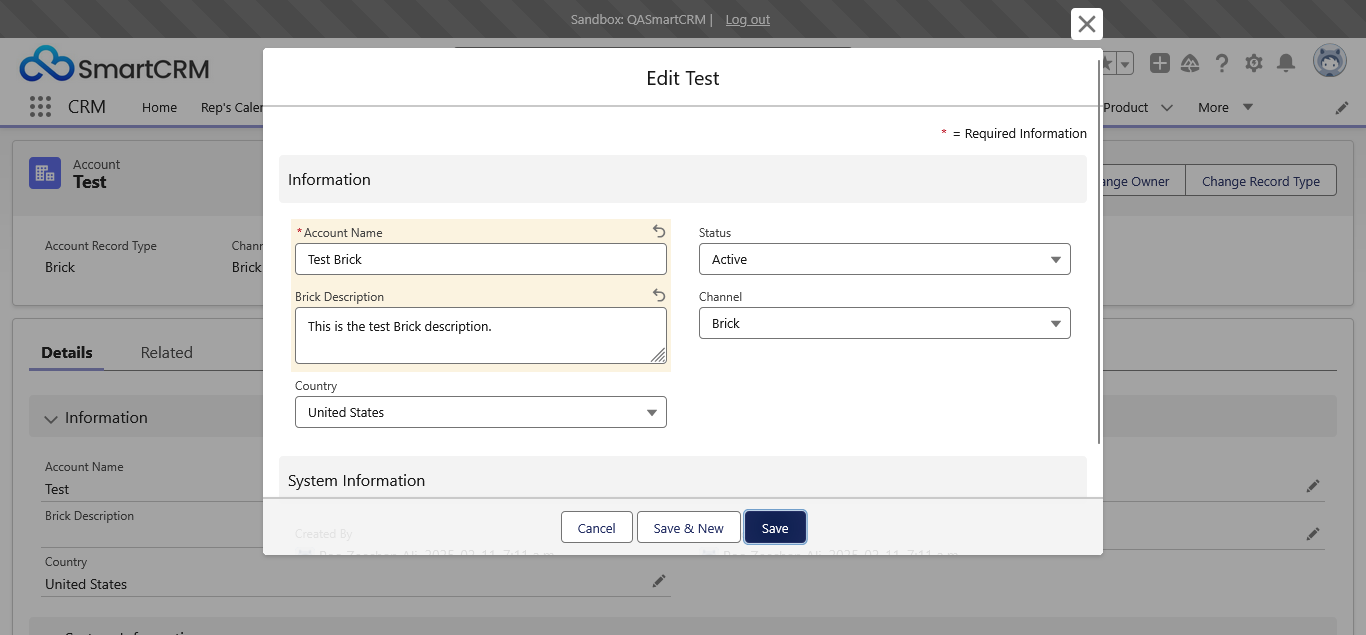 Sandbox: QASmartCRM | Log out
SmartCRM
CRM Home Rep's Product More
Edit Test
* = Required Information
Account
Test
Change Record Type
Owner
Information
Account Record Type
Brick
Brick
*Account Name
Test Brick
Status
Active
Brick Description
This is the test Brick description.
Channel
Brick
Country
United States
Details Related
Information
System Information
Account Name
Test
Brick Description
Country
United States
Created By
Cancel Save & New Save